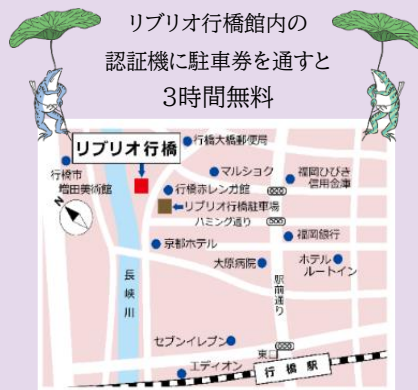 リブリオ行橋館内の
認証機に駐車券を通すと
3時間無料
リブリオ行橋
行橋大橋郵便局
行橋市
増田美術館
マルショク
福岡ひびき
信用金庫
行橋赤レンガ館
リブリオ行橋駐車場
ハミング通り
N
京都ホテル
福岡銀行
大原病院
ホテル
ルートイン
長峡川
駅前通り
セブンイレブン
東口
エディオン
行橋駅